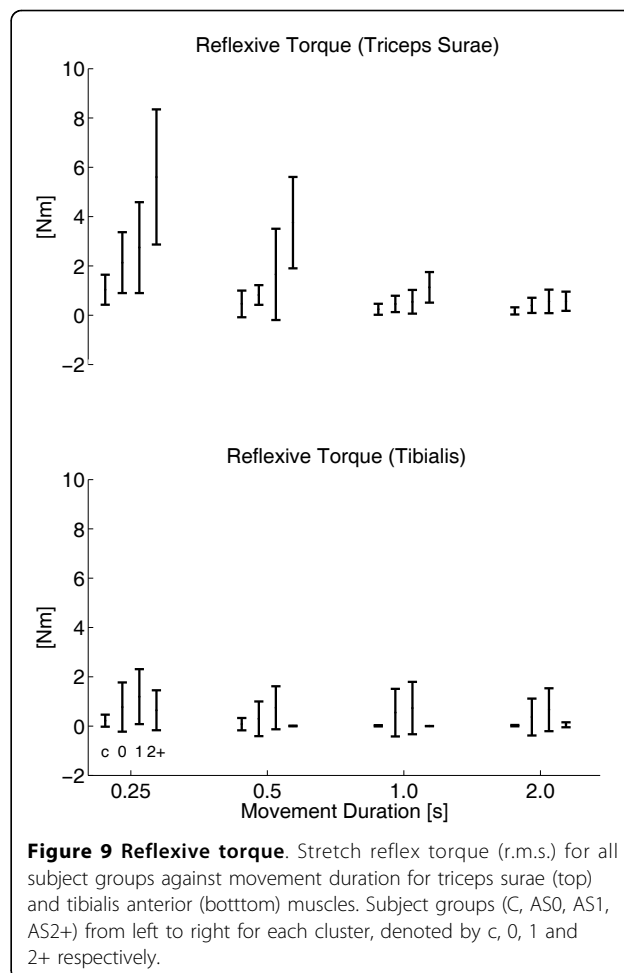 Reflexive Torque (Triceps Surae)
10
8
6
4
2
0
−2
[Nm]
Reflexive Torque (Tibialis)
10
8
6
4
2
0
−2
[Nm]
c 0 1 2+
0.25 0.5 1.0 2.0
Movement Duration [s]
Figure 9 Reflexive torque. Stretch reflex torque (r.m.s.) for all
subject groups against movement duration for triceps surae (top)
and tibialis anterior (botttom) muscles. Subject groups (C, AS0, AS1,
AS2+) from left to right for each cluster, denoted by c, 0, 1 and
2+ respectively.